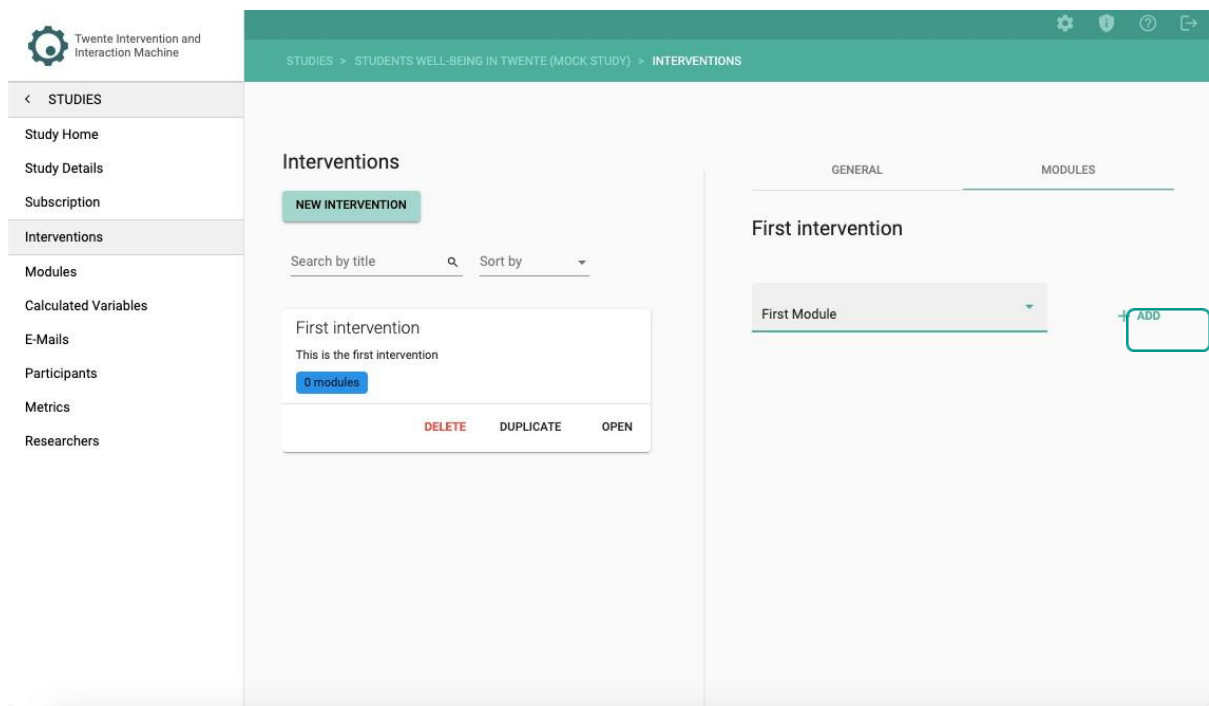 Twente Intervention and
Interaction Machine
STUDIES > STUDENTS WELL-BEING IN TWENTE (MOCK STUDY) > INTERVENTIONS
< STUDIES
Study Home
Study Details
Subscription
Interventions
Modules
Calculated Variables
E-Mails
Participants
Metrics
Researchers
Interventions
NEW INTERVENTION
Search by title
Sort by
First intervention
This is the first intervention
0 modules
DELETE DUPLICATE OPEN
GENERAL MODULES
First intervention
First Module
+ ADD